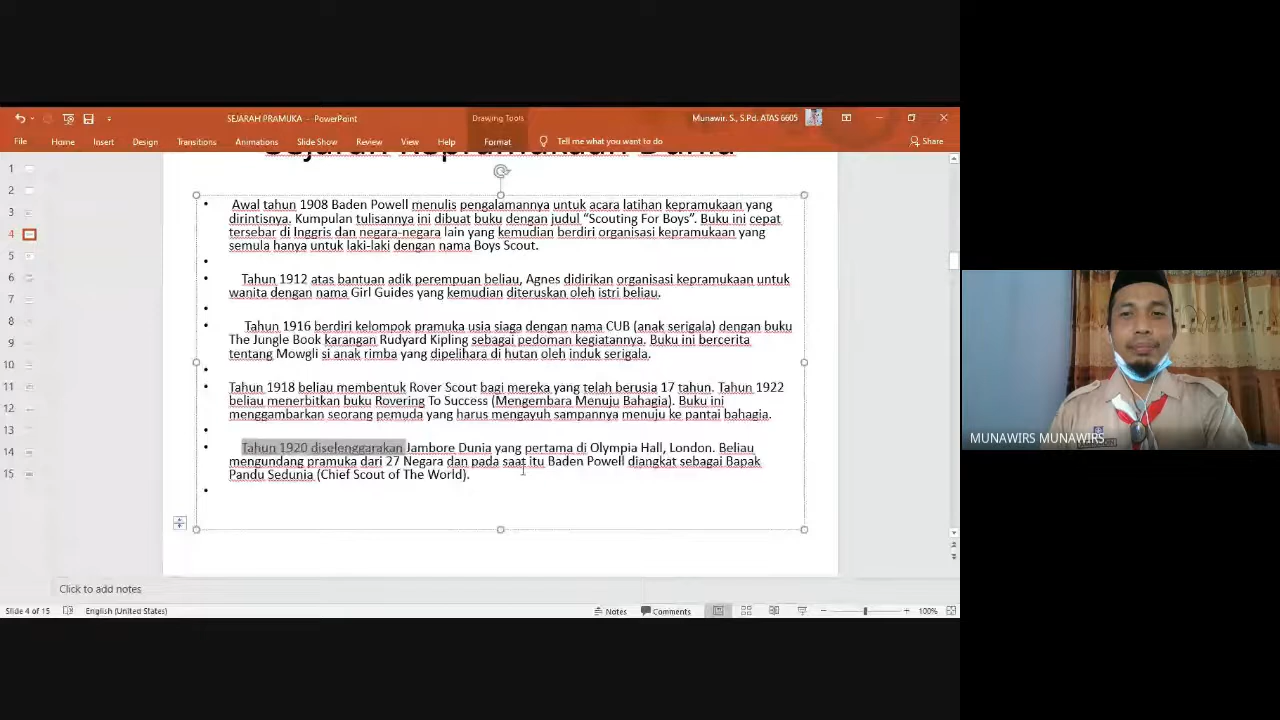 SEJARAH PRAMUKA - PowerPoint
Drawing Tools
Munawir. S., S.Pd. ATAS 6605
File Home Insert Design Transitions Animations Slide Show Review View Help Format Tell me what you want to do Share
Sejarah Kepramukaan Dunia
1
2
3
4
5
6
7
8
9
10
11
12
13
14
15
• Awal tahun 1908 Baden Powell menulis pengalamannya untuk acara latihan kepramukaan yang
dirintisnya. Kumpulan tulisannya ini dibuat buku dengan judul “Scouting For Boys”. Buku ini cepat
tersebar di Inggris dan negara-negara lain yang kemudian berdiri organisasi kepramukaan yang
semula hanya untuk laki-laki dengan nama Boys Scout.
•
• Tahun 1912 atas bantuan adik perempuan beliau, Agnes didirikan organisasi kepramukaan untuk
wanita dengan nama Girl Guides yang kemudian diteruskan oleh istri beliau.
•
• Tahun 1916 berdiri kelompok pramuka usia siaga dengan nama CUB (anak serigala) dengan buku
The Jungle Book karangan Rudyard Kipling sebagai pedoman kegiatannya. Buku ini bercerita
tentang Mowgli si anak rimba yang dipelihara di hutan oleh induk serigala.
•
• Tahun 1918 beliau membentuk Rover Scout bagi mereka yang telah berusia 17 tahun. Tahun 1922
beliau menerbitkan buku Rovering To Success (Mengembara Menuju Bahagia). Buku ini
menggambarkan seorang pemuda yang harus mengayuh sampannya menuju ke pantai bahagia.
•
• Tahun 1920 diselenggarakan Jambore Dunia yang pertama di Olympia Hall, London. Beliau
mengundang pramuka dari 27 Negara dan pada saat itu Baden Powell diangkat sebagai Bapak
Pandu Sedunia (Chief Scout of The World).
•
Click to add notes
Slide 4 of 15 English (United States) Notes Comments 100%
MUNAWIRS MUNAWIRS